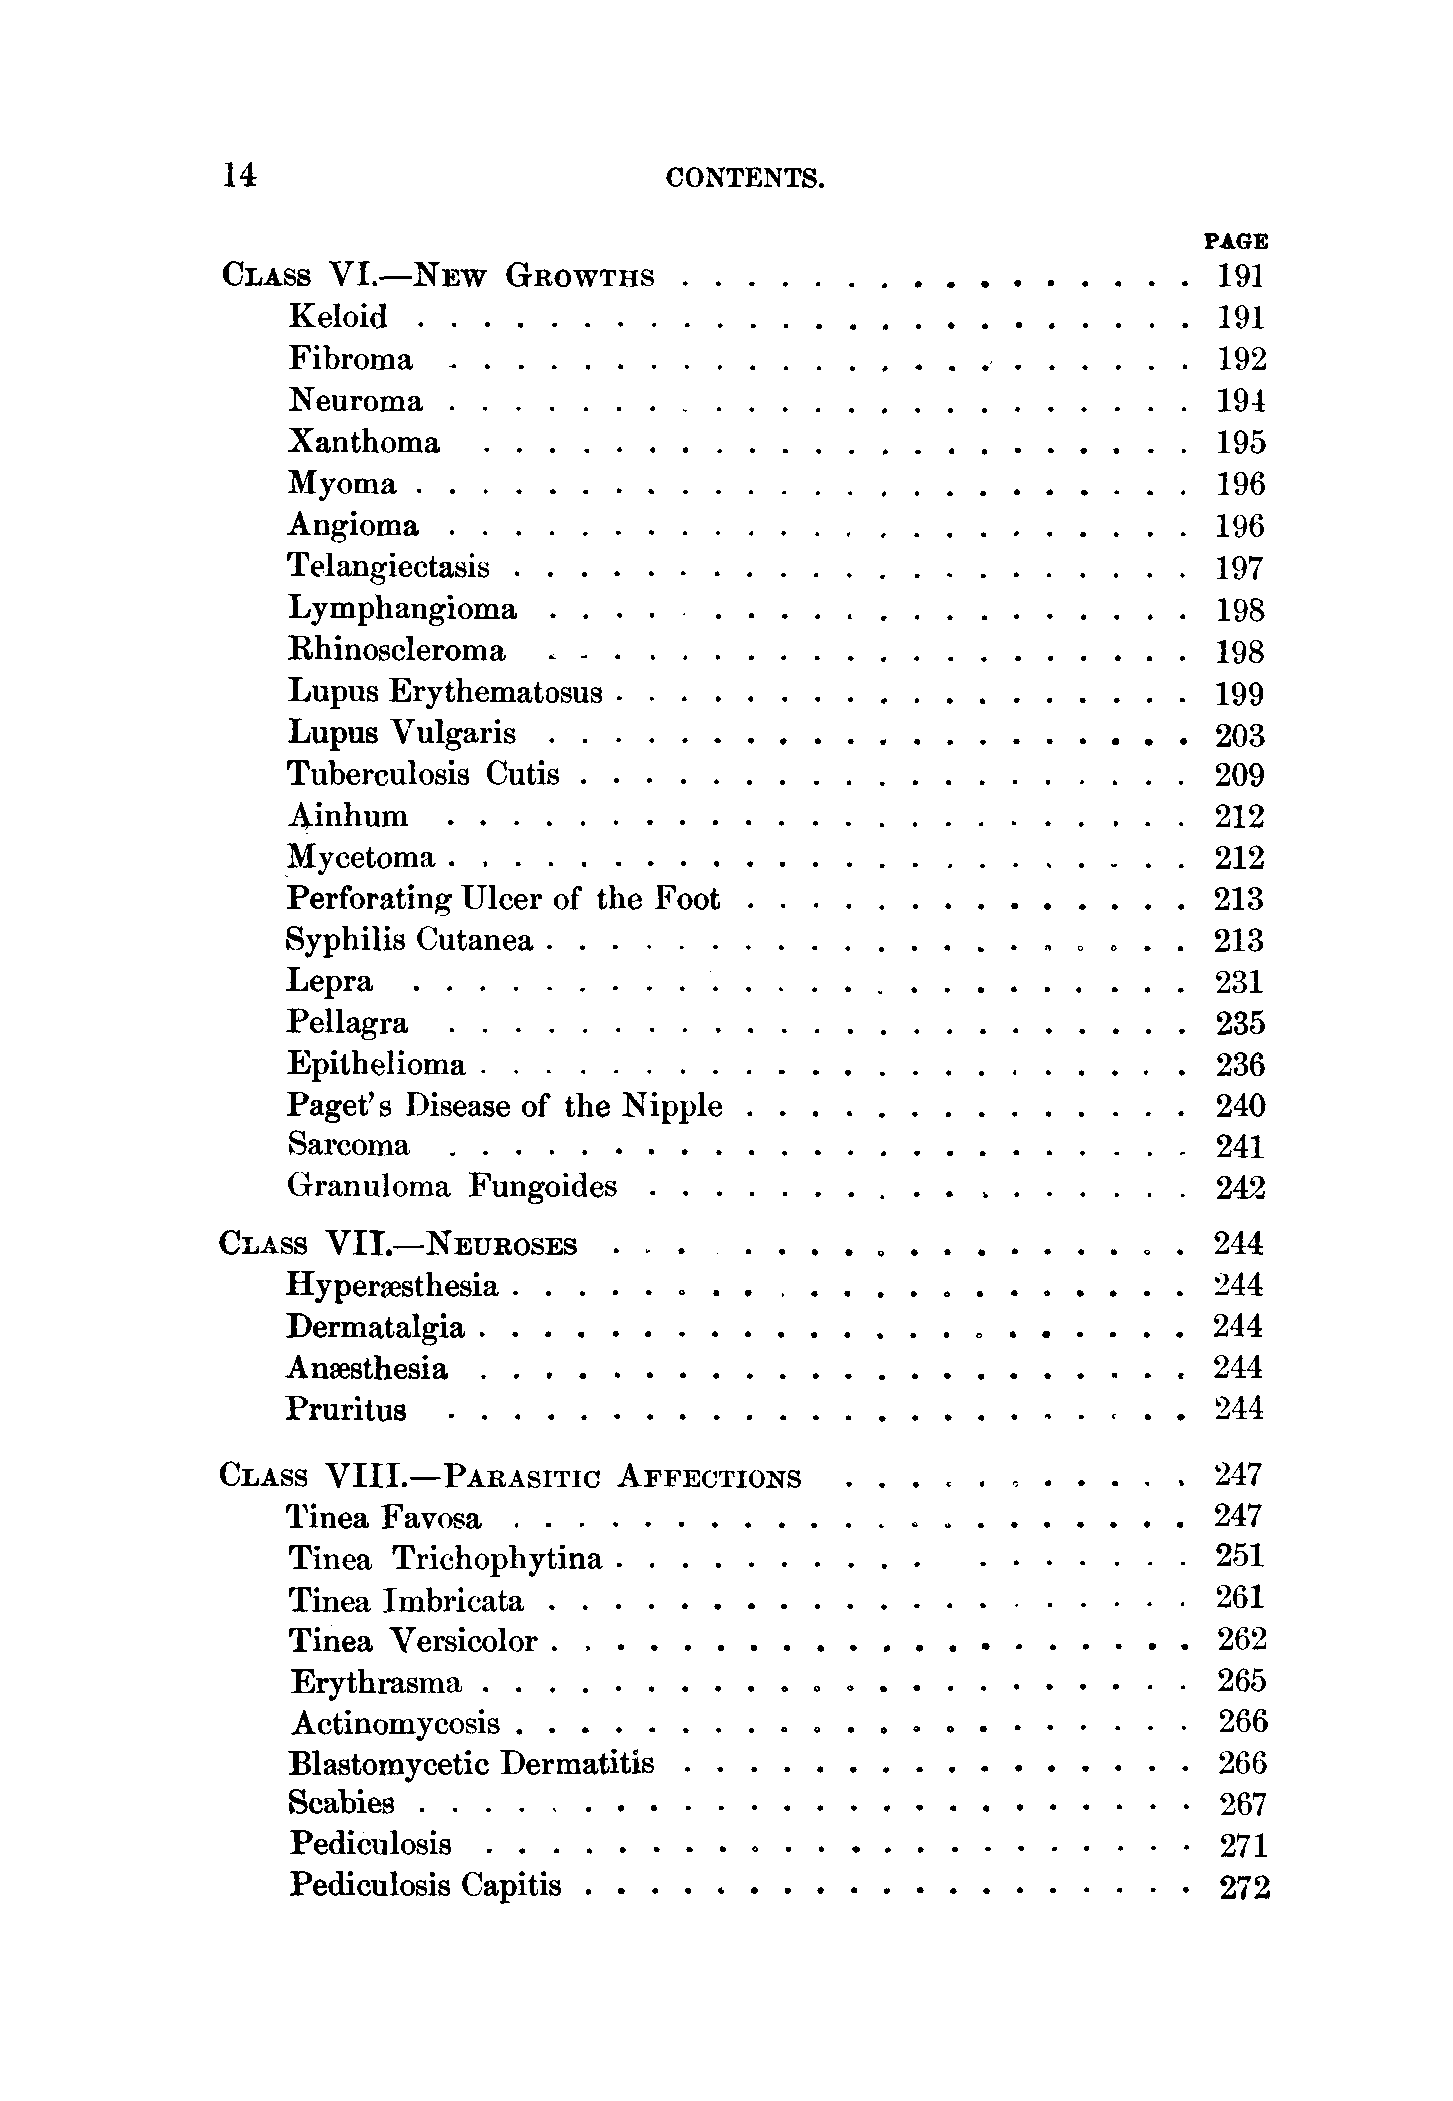 14 CONTENTS.
PAGE
CLASS VI.—NEW GROWTHS . . . . . . . . . . . . . . . . 191
Keloid . . . . . . . . . . . . . . . . . . . . . . . . 191
Fibroma . . . . . . . . . . . . . . . . . . . . . . . 192
Neuroma . . . . . . . . . . . . . . . . . . . . . . . 194
Xanthoma . . . . . . . . . . . . . . . . . . . . . . 195
Myoma . . . . . . . . . . . . . . . . . . . . . . . . 196
Angioma . . . . . . . . . . . . . . . . . . . . . . . 196
Telangiectasis . . . . . . . . . . . . . . . . . . . . . 197
Lymphangioma . . . . . . . . . . . . . . . . . . . . 198
Rhinoscleroma . . . . . . . . . . . . . . . . . . . . 198
Lupus Erythematosus . . . . . . . . . . . . . . . . . . 199
Lupus Vulgaris . . . . . . . . . . . . . . . . . . . . 203
Tuberculosis Cutis . . . . . . . . . . . . . . . . . . . 209
Ainhum . . . . . . . . . . . . . . . . . . . . . . . 212
Mycetoma . . . . . . . . . . . . . . . . . . . . . . . 212
Perforating Ulcer of the Foot . . . . . . . . . . . . . . 213
Syphilis Cutanea . . . . . . . . . . . . . . . . . . . . 213
Lepra . . . . . . . . . . . . . . . . . . . . . . . . 231
Pellagra . . . . . . . . . . . . . . . . . . . . . . . 235
Epithelioma . . . . . . . . . . . . . . . . . . . . . . 236
Paget's Disease of the Nipple . . . . . . . . . . . . . . 240
Sarcoma . . . . . . . . . . . . . . . . . . . . . . . 241
Granuloma Fungoides . . . . . . . . . . . . . . . . . 242
CLASS VII.—NEUROSES . . . . . . . . . . . . . . . . . 244
Hyperæsthesia . . . . . . . . . . . . . . . . . . . . . 244
Dermatalgia . . . . . . . . . . . . . . . . . . . . . . 244
Anæsthesia . . . . . . . . . . . . . . . . . . . . . . 244
Pruritus . . . . . . . . . . . . . . . . . . . . . . . 244
CLASS VIII.—PARASITIC AFFECTIONS . . . . . . . . . . . 247
Tinea Favosa . . . . . . . . . . . . . . . . . . . . . 247
Tinea Trichophytina . . . . . . . . . . . . . . . . . 251
Tinea Imbricata . . . . . . . . . . . . . . . . . . . . 261
Tinea Versicolor . . . . . . . . . . . . . . . . . . . . 262
Erythrasma . . . . . . . . . . . . . . . . . . . . . . 265
Actinomycosis . . . . . . . . . . . . . . . . . . . . . 266
Blastomycetic Dermatitis . . . . . . . . . . . . . . . . 266
Scabies . . . . . . . . . . . . . . . . . . . . . . . . 267
Pediculosis . . . . . . . . . . . . . . . . . . . . . . 271
Pediculosis Capitis . . . . . . . . . . . . . . . . . . . 272